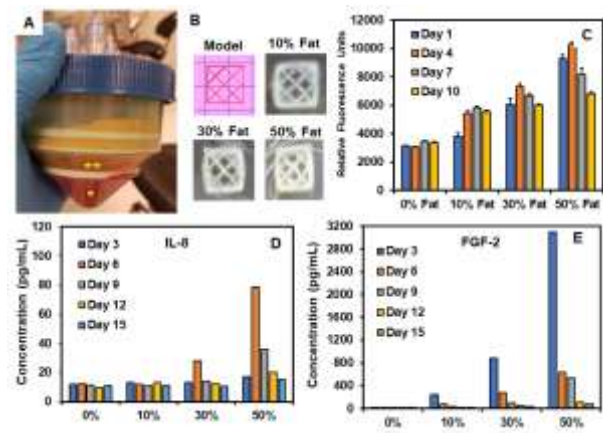 A
B
Model
10% Fat
30% Fat
50% Fat
C
Relative Fluorescence Units
12000
10000
8000
6000
4000
2000
0
Day 1
Day 4
Day 7
Day 10
0% Fat
10% Fat
30% Fat
50% Fat
IL-8
D
Concentration (pg/mL)
120
100
80
60
40
20
0
Day 3
Day 6
Day 9
Day 12
Day 15
0%
10%
30%
50%
FGF-2
E
Concentration (pg/mL)
3200
2400
1600
800
400
0
Day 3
Day 6
Day 9
Day 12
Day 15
0%
10%
30%
50%